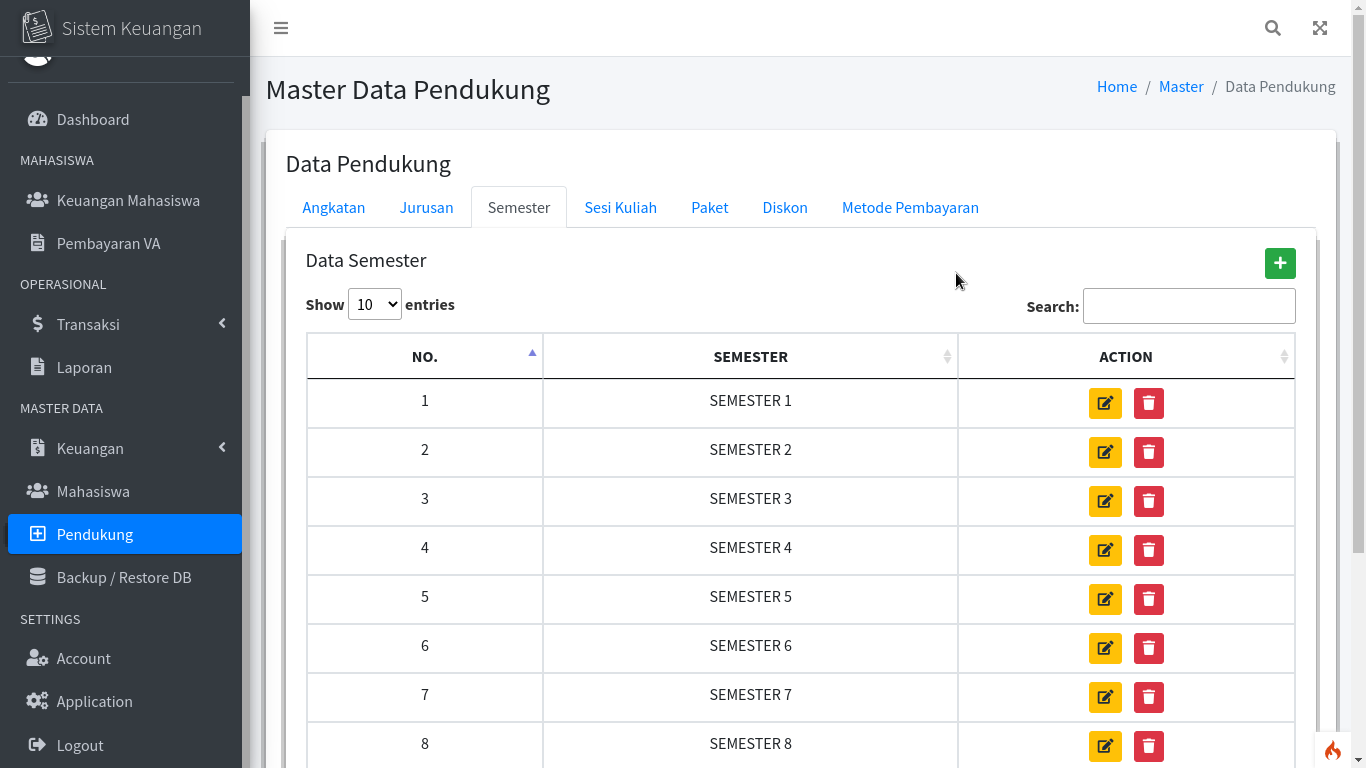 Sistem Keuangan
Dashboard
MAHASISWA
Keuangan Mahasiswa
Pembayaran VA
OPERASIONAL
Transaksi
Laporan
MASTER DATA
Keuangan
Mahasiswa
Pendukung
Backup / Restore DB
SETTINGS
Account
Application
Logout
Master Data Pendukung
Home / Master / Data Pendukung
Data Pendukung
Angkatan Jurusan Semester Sesi Kuliah Paket Diskon Metode Pembayaran
Data Semester
Show 10 entries
Search:
NO. SEMESTER ACTION
1 SEMESTER 1
2 SEMESTER 2
3 SEMESTER 3
4 SEMESTER 4
5 SEMESTER 5
6 SEMESTER 6
7 SEMESTER 7
8 SEMESTER 8